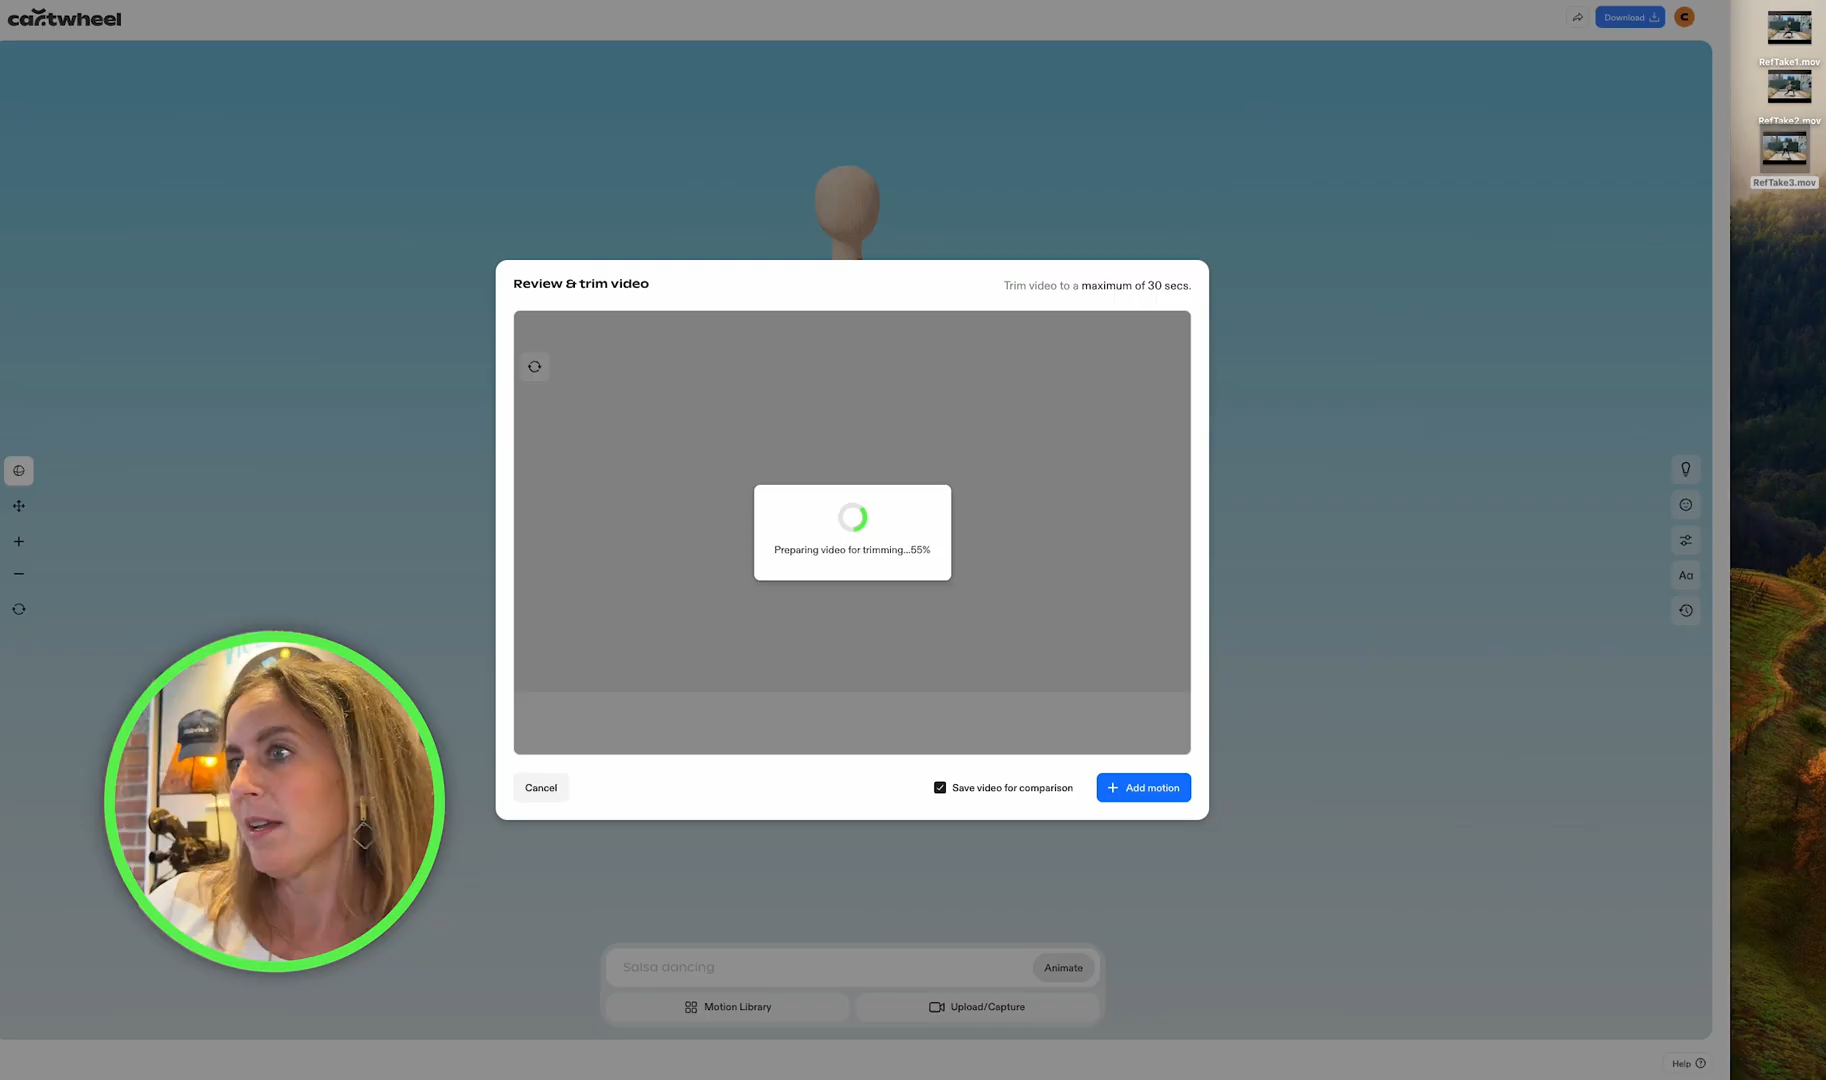 cartwheel
Download
C
RefTake1.mov
RefTake2.mov
RefTake3.mov
Review & trim video
Trim video to a maximum of 30 secs.
Preparing video for trimming...55%
Aa
Cancel
Save video for comparison
Add motion
Salsa dancing
Animate
Motion Library
Upload/Capture
Help